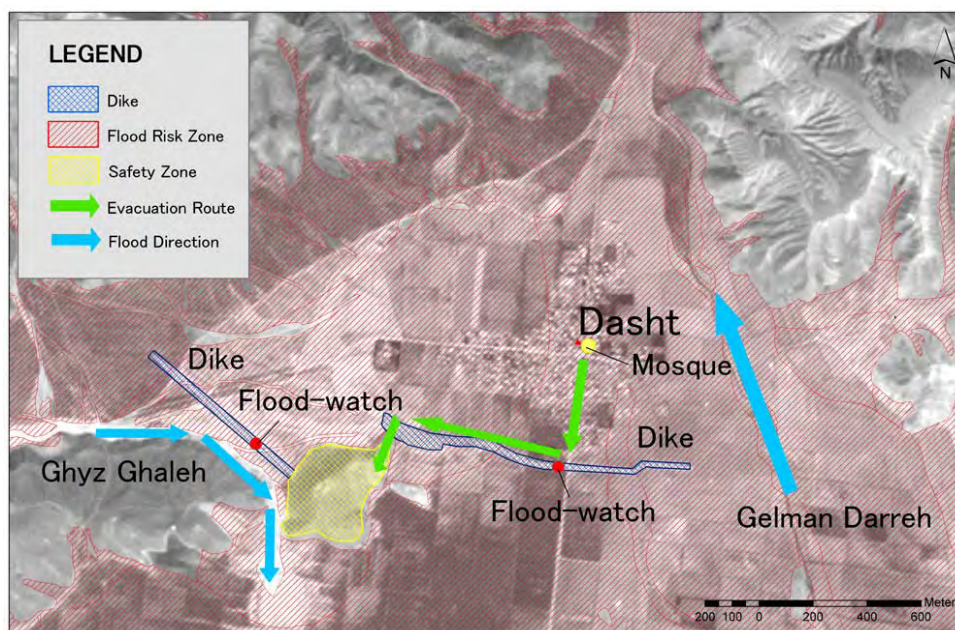 LEGEND
Dike
Flood Risk Zone
Safety Zone
Evacuation Route
Flood Direction
N
Dasht
Mosque
Dike
Flood-watch
Dike
Ghyz Ghaleh
Flood-watch
Gelman Darreh
Meter
200 100 0 200 400 600